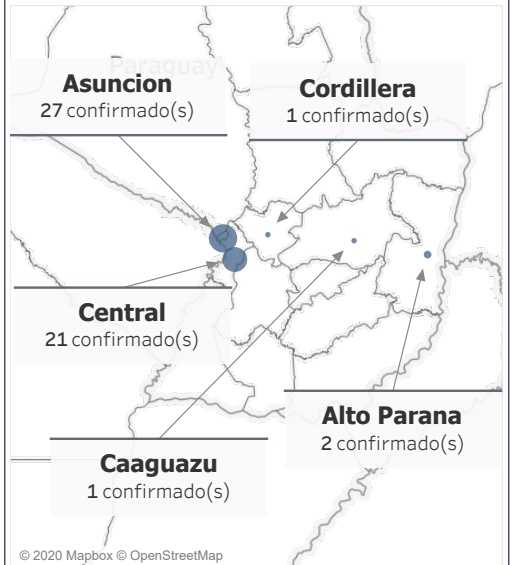 Paraguay
Asuncion
27 confirmado(s)
Cordillera
1 confirmado(s)
Central
21 confirmado(s)
Alto Parana
2 confirmado(s)
Caaguazu
1 confirmado(s)
© 2020 Mapbox © OpenStreetMap